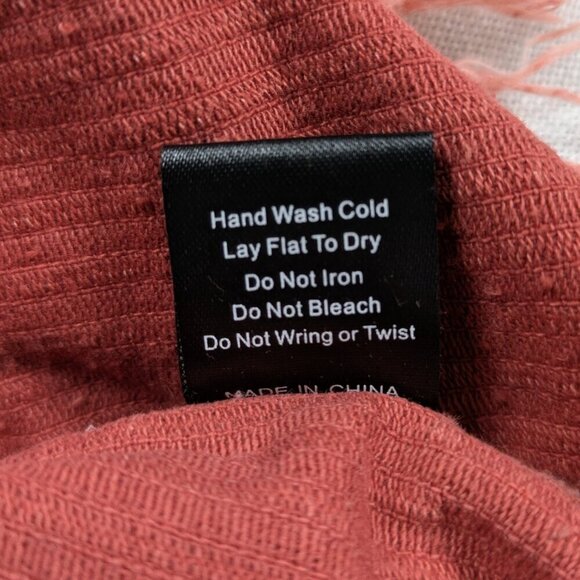 Hand Wash Cold
Lay Flat To Dry
Do Not Iron
Do Not Bleach
Do Not Wring or Twist
MADE IN CHINA